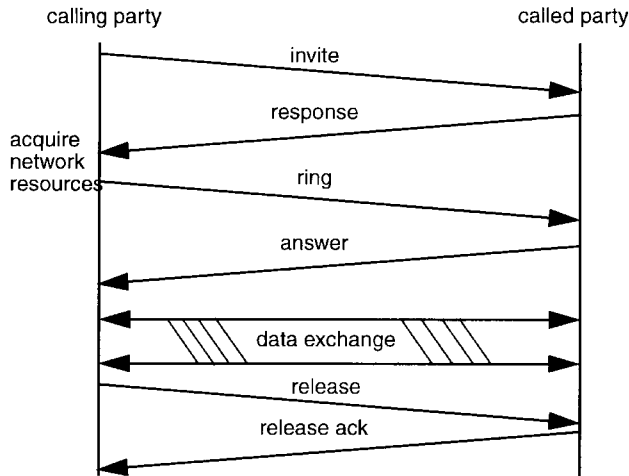 calling party
called party
invite
response
acquire
network
resources
ring
answer
data exchange
release
release ack